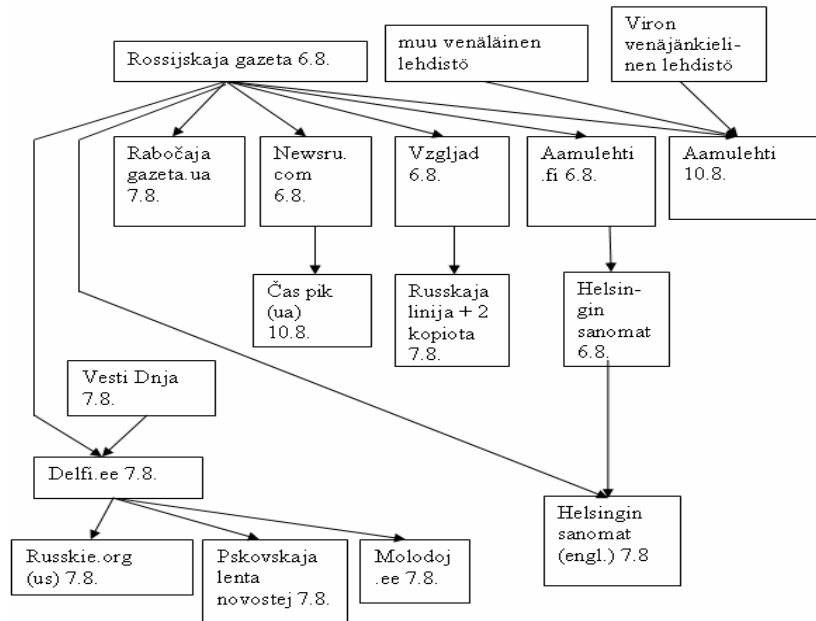 Rossijskaja gazeta 6.8.
muu venäläinen
lehdistö
Viron
venäjänkieli-
nen lehdistö
Rabočaja
gazeta.ua
7.8.
Newsru.
com
6.8.
Vzgljad
6.8.
Aamulehti
.fi 6.8.
Aamulehti
10.8.
Čas pik
(ua)
10.8.
Russkaja
linija + 2
kopiota
7.8.
Helsin-
gin
sanomat
6.8.
Vesti Dnja
7.8.
Delfi.ee 7.8.
Helsingin
sanomat
(engl.) 7.8
Russkie.org
(us) 7.8.
Pskovskaja
lenta
novostej 7.8.
Molodoj
.ee 7.8.